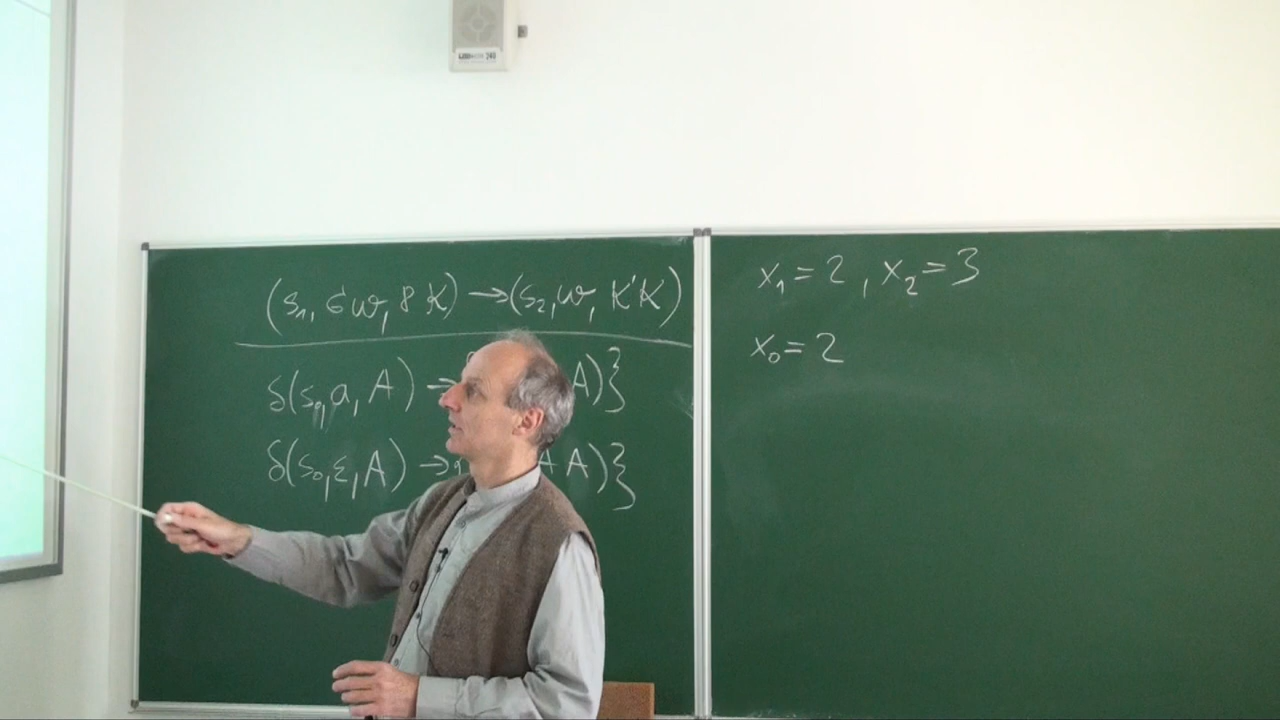 (s₁, σw, γK) → (s₂, w, K'K)
δ(s₀, a, A) → A)}
δ(s₀, ε, A) → A A)}
x₁ = 2 , x₂ = 3
x₀ = 2